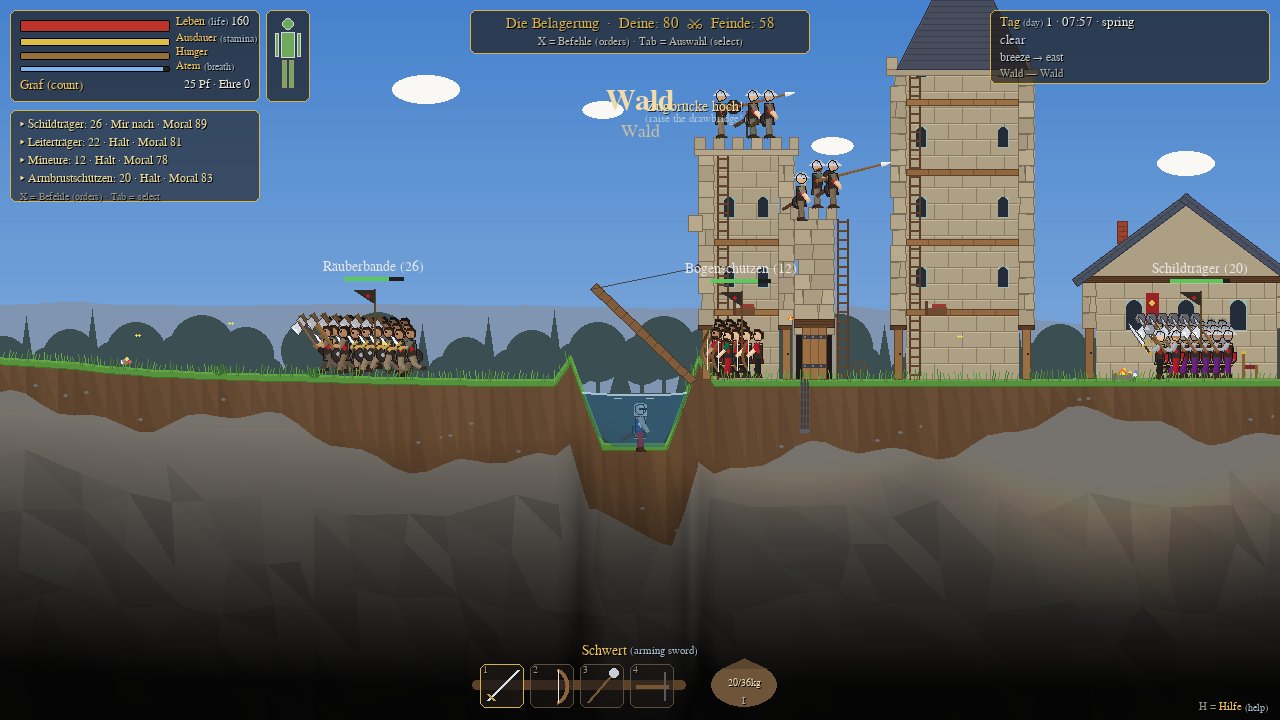 Leben (life) 160
Ausdauer (stamina)
Hunger
Atem (breath)
Graf (count) 25 Pf · Ehre 0
▸ Schildträger: 26 · Mir nach · Moral 89
▸ Leiterträger: 22 · Halt · Moral 81
▸ Mineure: 12 · Halt · Moral 78
▸ Armbrustschützen: 20 · Halt · Moral 83
X = Befehle (orders) · Tab = select
Die Belagerung · Deine: 80 ⚔ Feinde: 58
X = Befehle (orders) · Tab = Auswahl (select)
Tag (day) 1 · 07:57 · spring
clear
breeze → east
Wald — Wald
Wald
Zugbrücke hoch!
(raise the drawbridge)
Wald
Räuberbande (26)
Bogenschützen (12)
Schildträger (20)
Schwert (arming sword)
1
2
3
4
20/36kg
I
H = Hilfe (help)